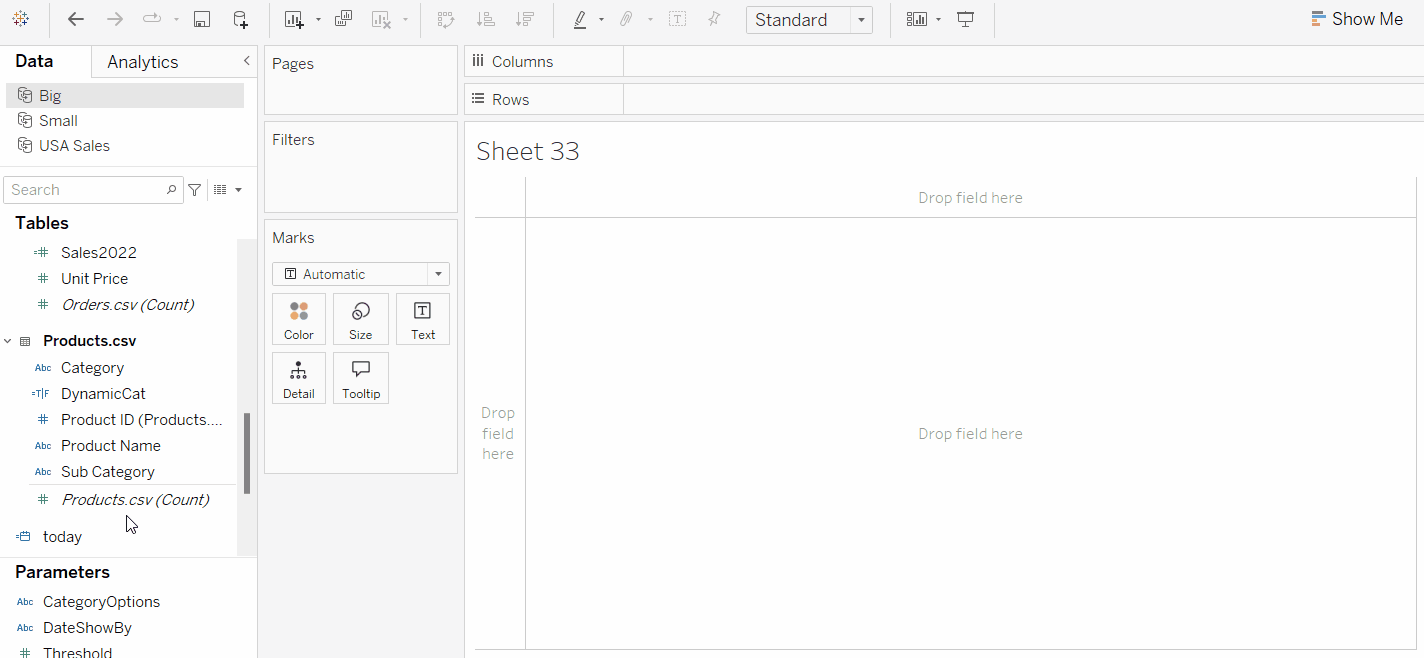 Standard
Show Me
Data
Analytics
Big
Small
USA Sales
Search
Tables
Sales2022
Unit Price
Orders.csv (Count)
Products.csv
Abc Category
T|F DynamicCat
Product ID (Products....
Abc Product Name
Abc Sub Category
Products.csv (Count)
today
Parameters
Abc CategoryOptions
Abc DateShowBy
Threshold
Pages
Filters
Marks
Automatic
Color
Size
Text
Detail
Tooltip
Columns
Rows
Sheet 33
Drop field here
Drop
field
here
Drop field here